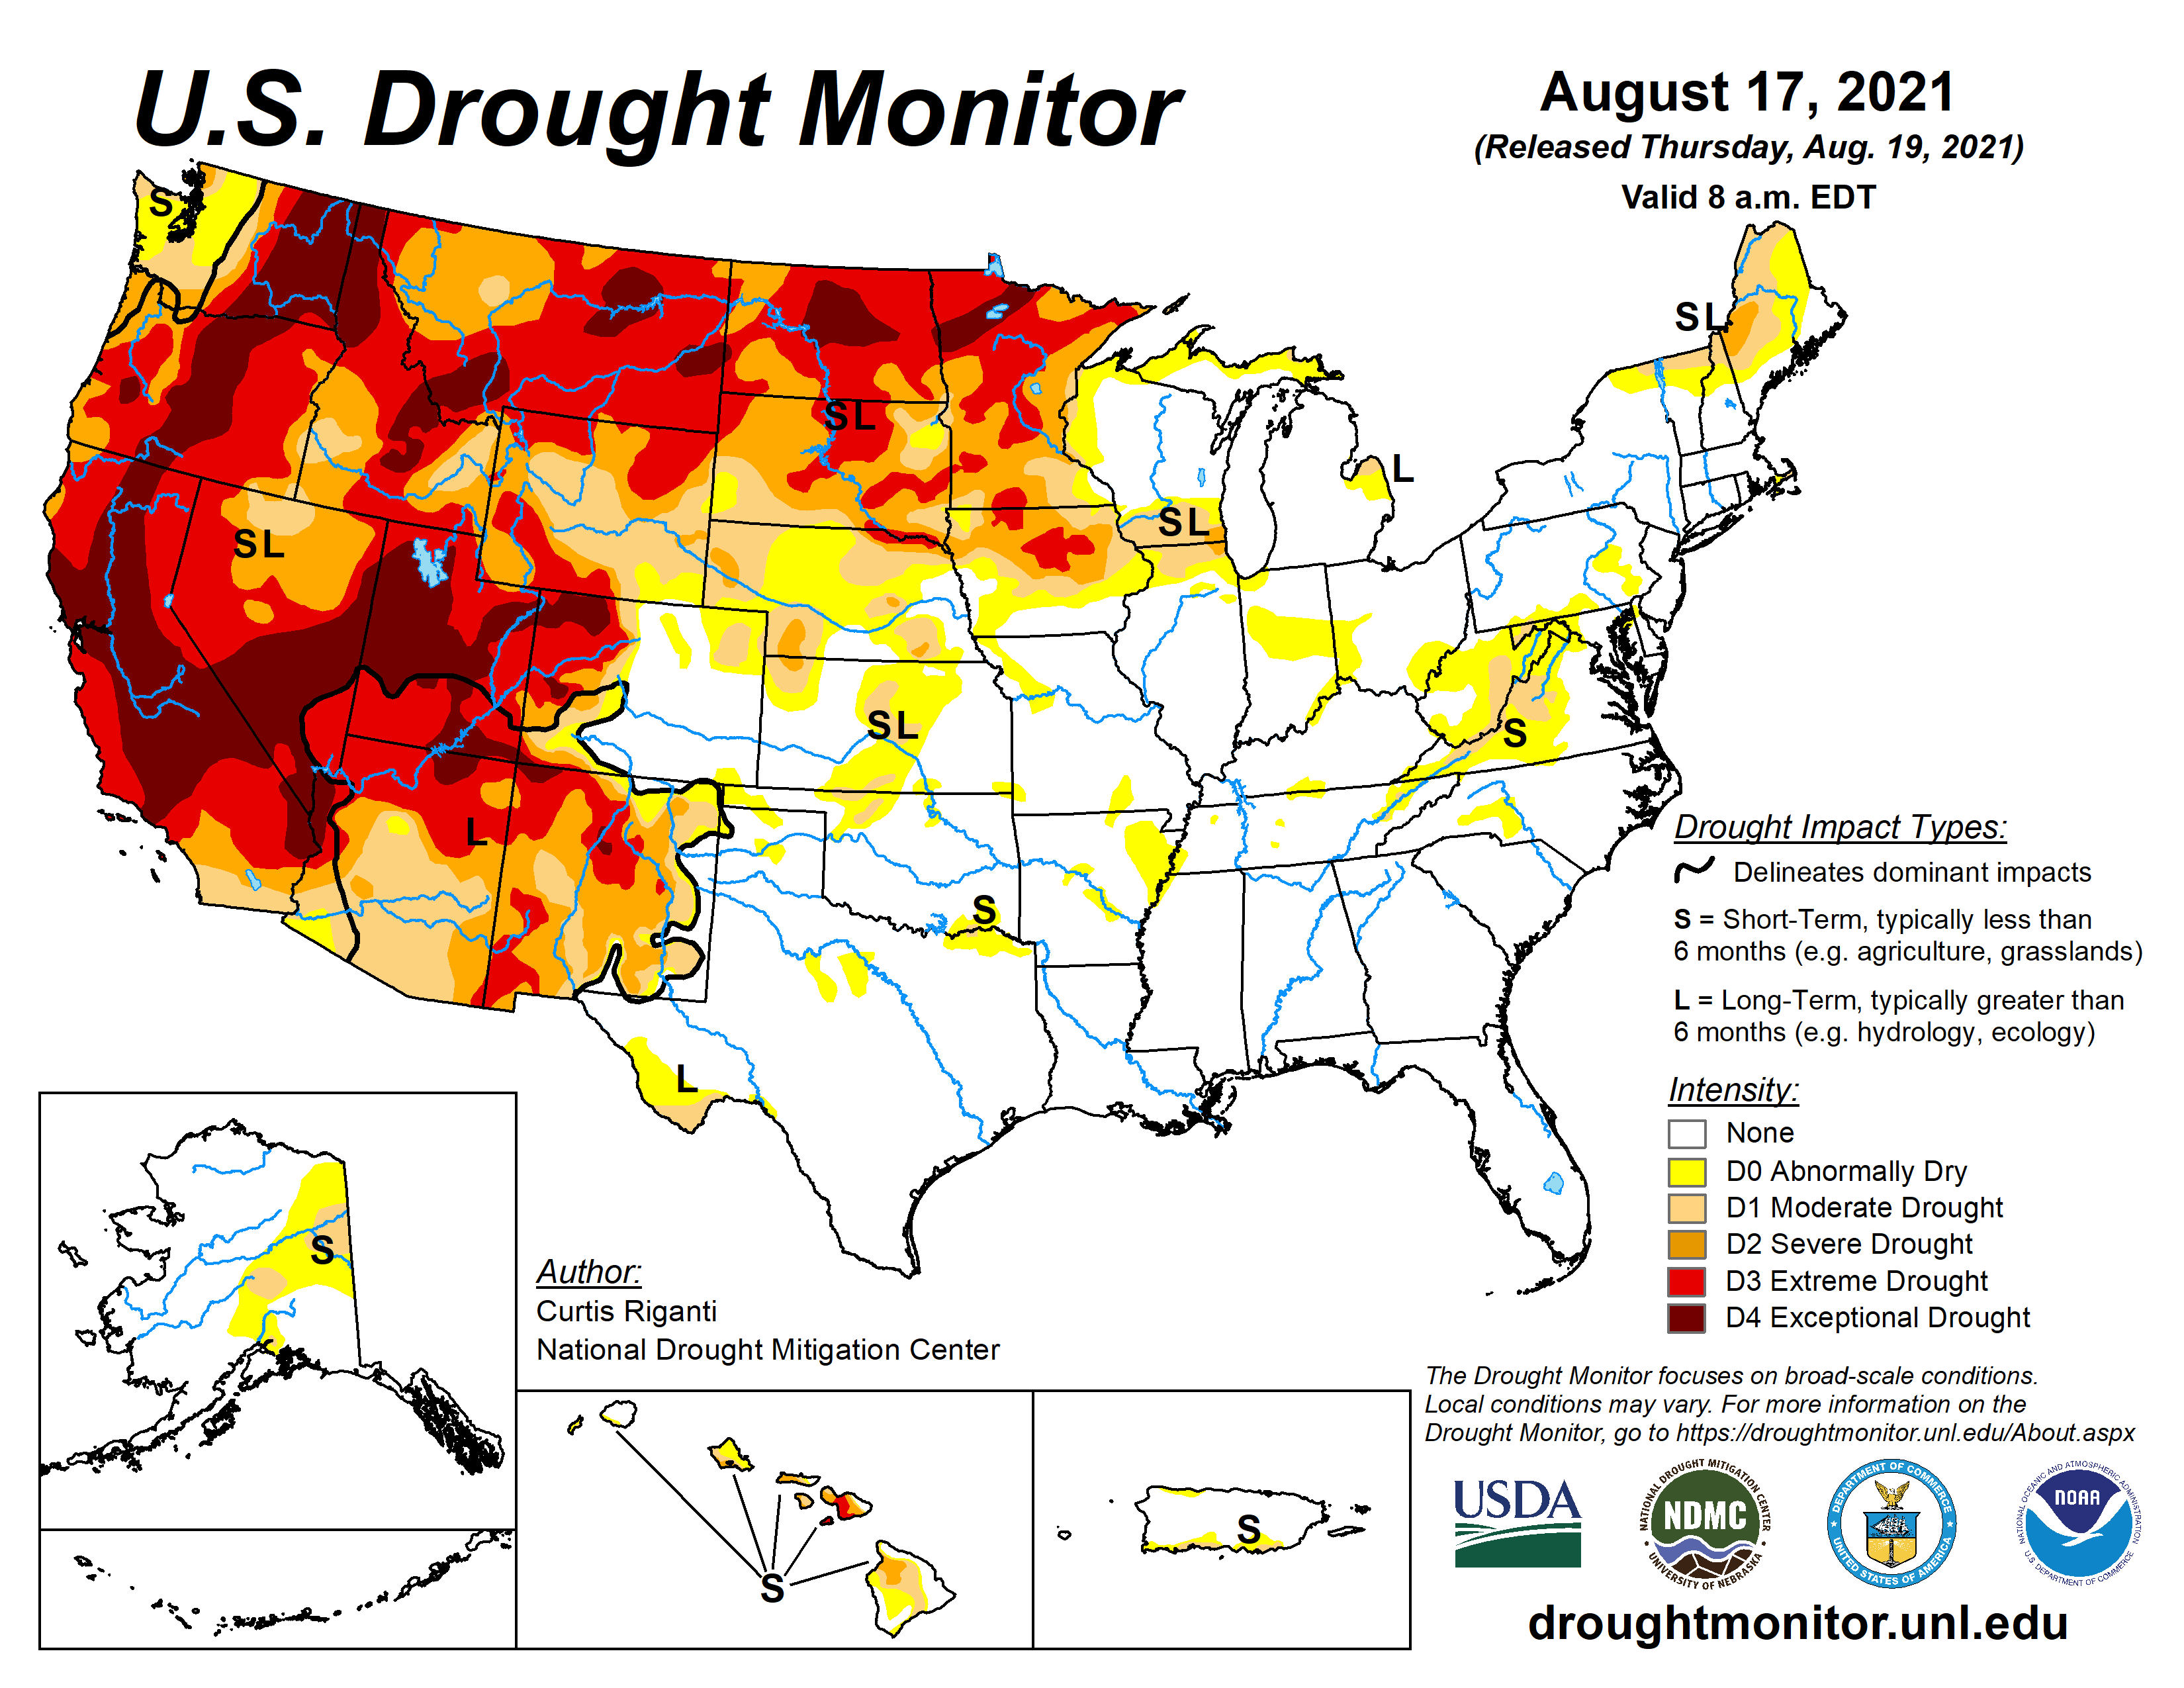 U.S. Drought Monitor
August 17, 2021
(Released Thursday, Aug. 19, 2021)
Valid 8 a.m. EDT
S
SL
SL
SL
L
SL
SL
SL
S
L
S
L
Drought Impact Types:
Delineates dominant impacts
S = Short-Term, typically less than
6 months (e.g. agriculture, grasslands)
L = Long-Term, typically greater than
6 months (e.g. hydrology, ecology)
Intensity:
None
D0 Abnormally Dry
D1 Moderate Drought
D2 Severe Drought
D3 Extreme Drought
D4 Exceptional Drought
S
Author:
Curtis Riganti
National Drought Mitigation Center
S
S
The Drought Monitor focuses on broad-scale conditions.
Local conditions may vary. For more information on the
Drought Monitor, go to https://droughtmonitor.unl.edu/About.aspx
USDA
NATIONAL DROUGHT MITIGATION CENTER
NDMC
UNIVERSITY OF NEBRASKA
DEPARTMENT OF COMMERCE
UNITED STATES OF AMERICA
NATIONAL OCEANIC AND ATMOSPHERIC ADMINISTRATION
NOAA
U.S. DEPARTMENT OF COMMERCE
droughtmonitor.unl.edu